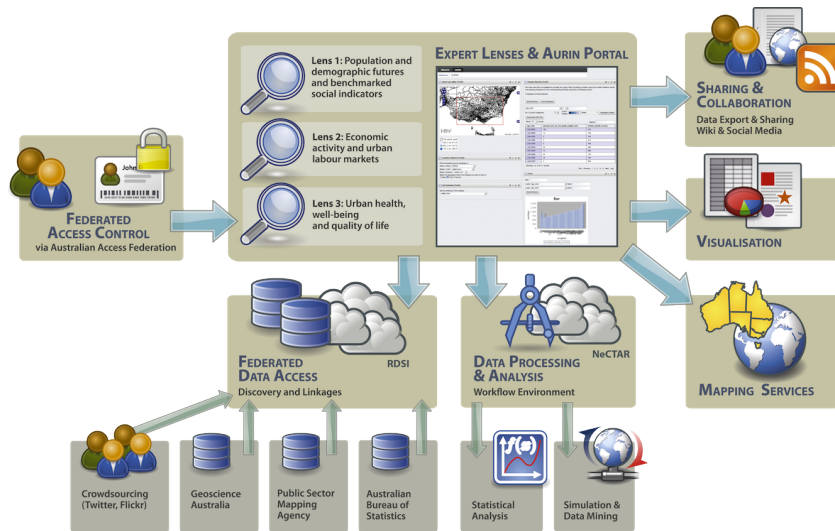 EXPERT LENSES & AURIN PORTAL
Lens 1: Population and
demographic futures
and benchmarked
social indicators
Lens 2: Economic
activity and urban
labour markets
Lens 3: Urban health,
well-being
and quality of life
SHARING &
COLLABORATION
Data Export & Sharing
Wiki & Social Media
John D
FEDERATED
ACCESS CONTROL
via Australian Access Federation
VISUALISATION
RDSI
FEDERATED
DATA ACCESS
Discovery and Linkages
NeCTAR
DATA PROCESSING
& ANALYSIS
Workflow Environment
MAPPING SERVICES
Crowdsourcing
(Twitter, Flickr)
Geoscience
Australia
Public Sector
Mapping
Agency
Australian
Bureau of
Statistics
f(x)
Statistical
Analysis
Simulation &
Data Mining